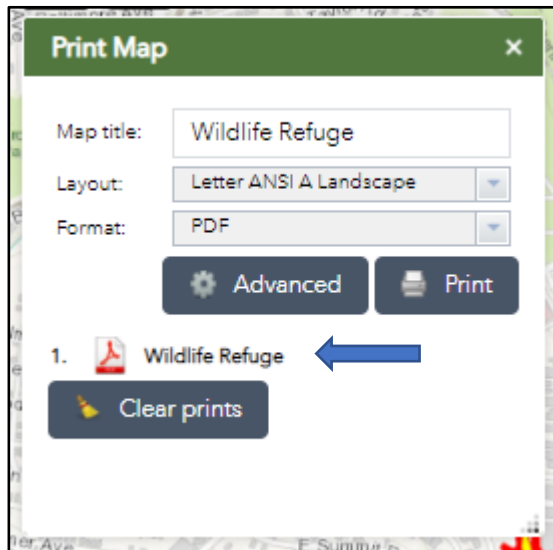 Print Map
Map title: Wildlife Refuge
Layout: Letter ANSI A Landscape
Format: PDF
Advanced Print
1. Wildlife Refuge
Clear prints